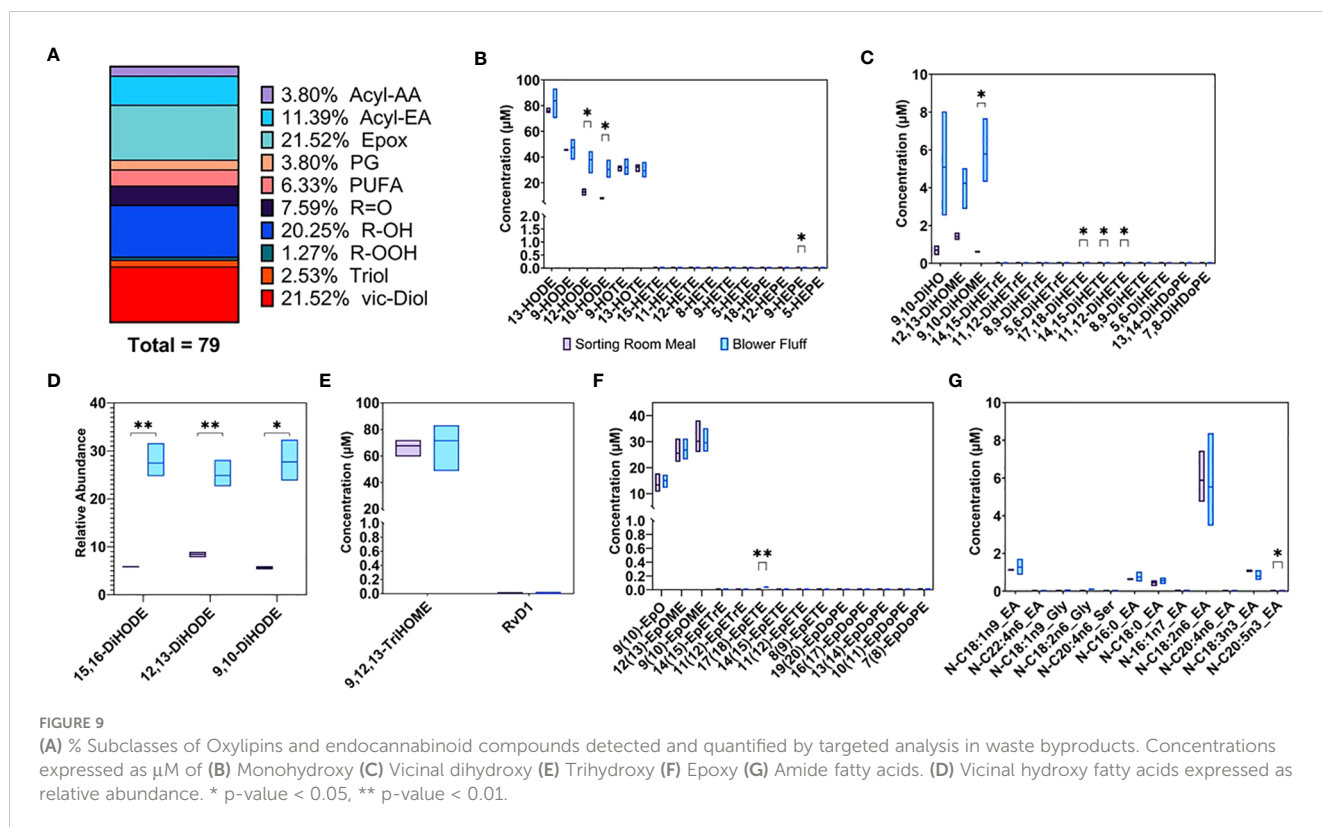 A
3.80% Acyl-AA
11.39% Acyl-EA
21.52% Epox
3.80% PG
6.33% PUFA
7.59% R=O
20.25% R-OH
1.27% R-OOH
2.53% Triol
21.52% vic-Diol
Total = 79
B
Concentration (µM)
100
80
60
40
20
2.0
1.5
1.0
0.5
0.0
*
*
*
13-HODE
9-HODE
12-HODE
10-HODE
9-HOTE
13-HOTE
15-HETE
11-HETE
12-HETE
8-HETE
9-HETE
5-HETE
18-HEPE
12-HEPE
9-HEPE
5-HEPE
Sorting Room Meal
Blower Fluff
C
Concentration (µM)
10
8
6
4
2
0
*
*
*
*
9,10-DiHO
12,13-DiHOME
9,10-DiHOME
14,15-DiHETrE
11,12-DiHETrE
8,9-DiHETrE
5,6-DiHETrE
17,18-DiHETE
14,15-DiHETE
11,12-DiHETE
8,9-DiHETE
5,6-DiHETE
13,14-DiHDoPE
7,8-DiHDoPE
D
Relative Abundance
40
30
20
10
0
**
**
*
15,16-DiHODE
12,13-DiHODE
9,10-DiHODE
E
Concentration (µM)
100
80
60
40
20
1.0
0.8
0.6
0.4
0.2
0.0
9,12,13-TriHOME
RvD1
F
Concentration (µM)
40
30
20
10
1.0
0.8
0.6
0.4
0.2
0.0
**
9(10)-EpO
12(13)-EpOME
9(10)-EpOME
14(15)-EpETrE
11(12)-EpETrE
17(18)-EpETE
14(15)-EpETE
11(12)-EpETE
8(9)-EpETE
19(20)-EpDoPE
16(17)-EpDoPE
13(14)-EpDoPE
10(11)-EpDoPE
7(8)-EpDoPE
G
Concentration (µM)
10
8
6
4
2
0
*
N-C18:1n9_EA
N-C22:4n6_EA
N-C18:1n9_Gly
N-C18:2n6_Gly
N-C20:4n6_Ser
N-C16:0_EA
N-C18:0_EA
N-16:1n7_EA
N-C18:2n6_EA
N-C20:4n6_EA
N-C18:3n3_EA
N-C20:5n3_EA
FIGURE 9
(A) % Subclasses of Oxylipins and endocannabinoid compounds detected and quantified by targeted analysis in waste byproducts. Concentrations
expressed as µM of (B) Monohydroxy (C) Vicinal dihydroxy (E) Trihydroxy (F) Epoxy (G) Amide fatty acids. (D) Vicinal hydroxy fatty acids expressed as
relative abundance. * p-value < 0.05, ** p-value < 0.01.